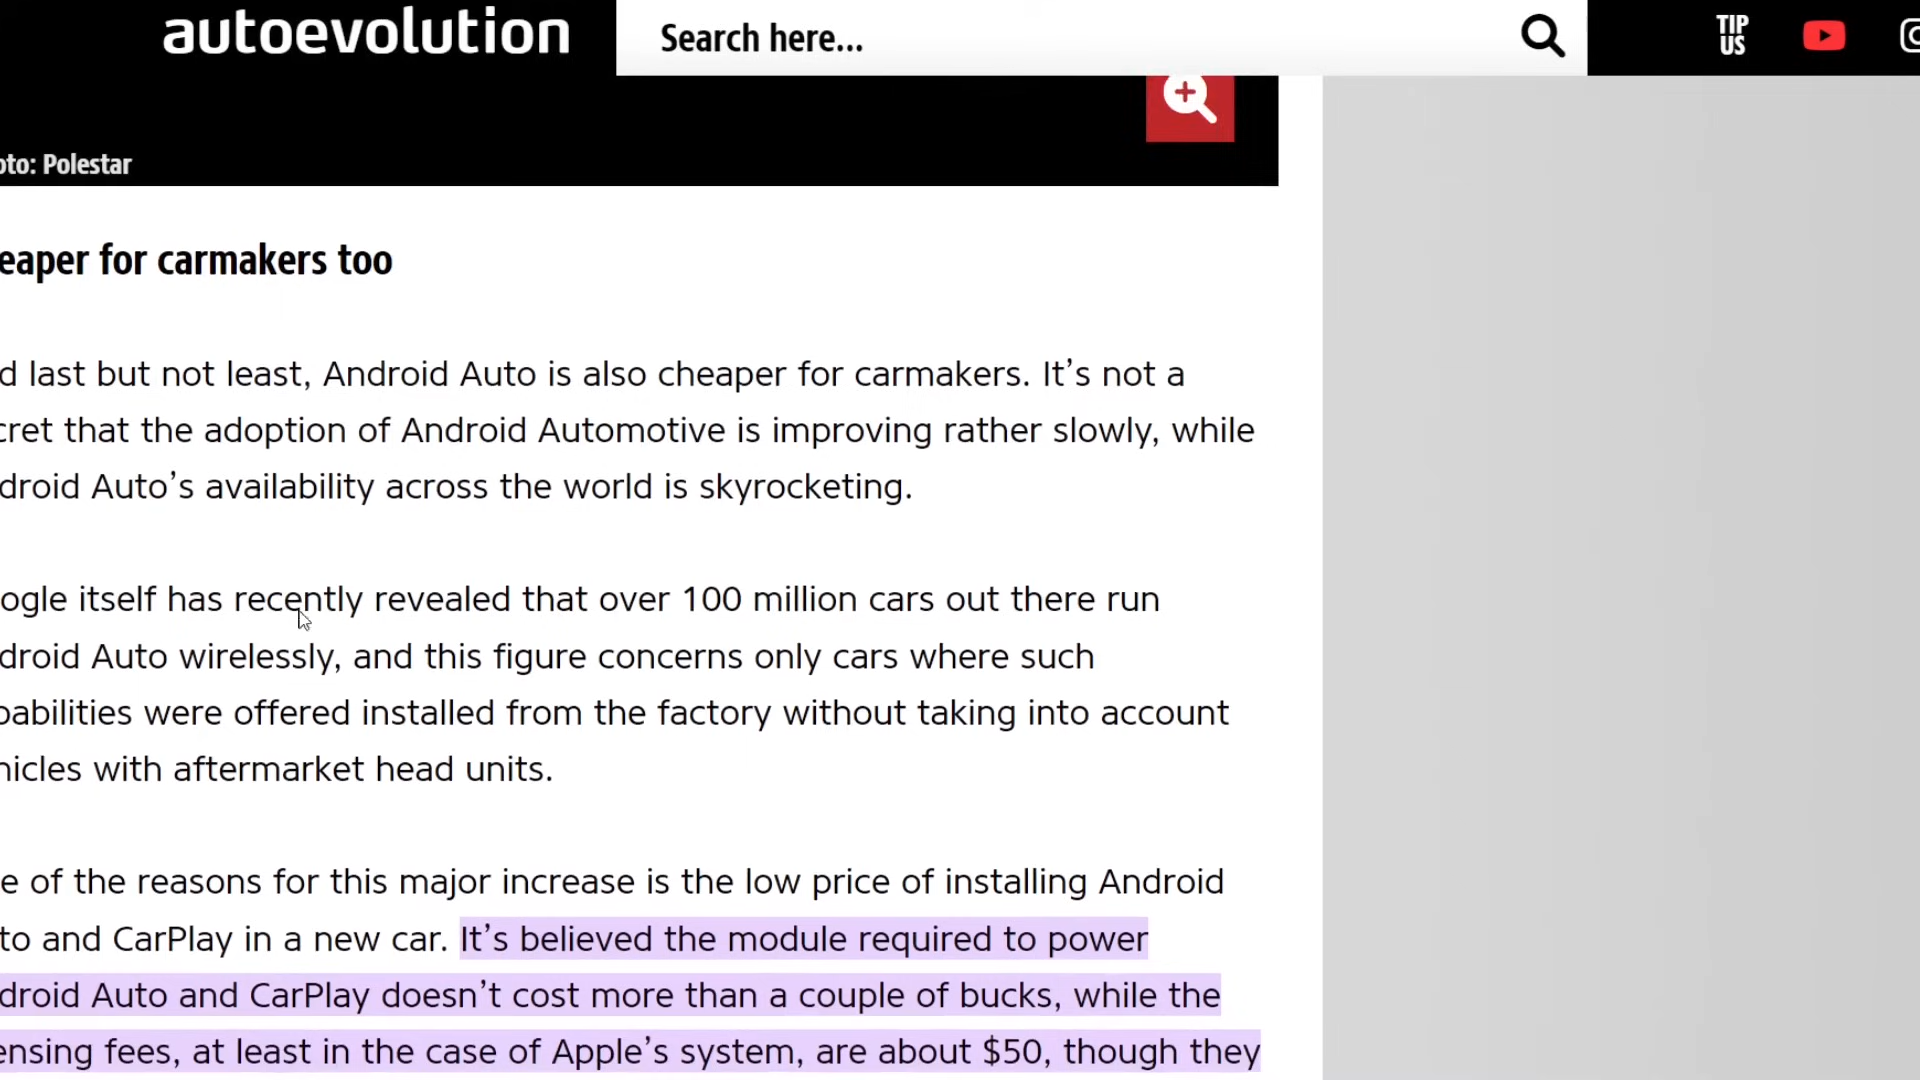 autoevolution
Search here...
TIP
US
oto: Polestar
eaper for carmakers too
d last but not least, Android Auto is also cheaper for carmakers. It’s not a
cret that the adoption of Android Automotive is improving rather slowly, while
droid Auto’s availability across the world is skyrocketing.
ogle itself has recently revealed that over 100 million cars out there run
droid Auto wirelessly, and this figure concerns only cars where such
pabilities were offered installed from the factory without taking into account
hicles with aftermarket head units.
e of the reasons for this major increase is the low price of installing Android
to and CarPlay in a new car. It’s believed the module required to power
droid Auto and CarPlay doesn’t cost more than a couple of bucks, while the
ensing fees, at least in the case of Apple’s system, are about $50, though they